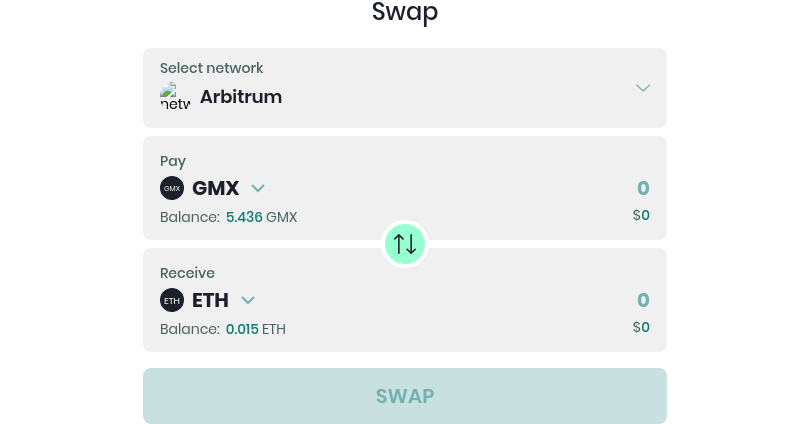 Swap
Select network
netw
Arbitrum
Pay
GMX GMX 0
Balance: 5.436 GMX $0
Receive
ETH ETH 0
Balance: 0.015 ETH $0
SWAP